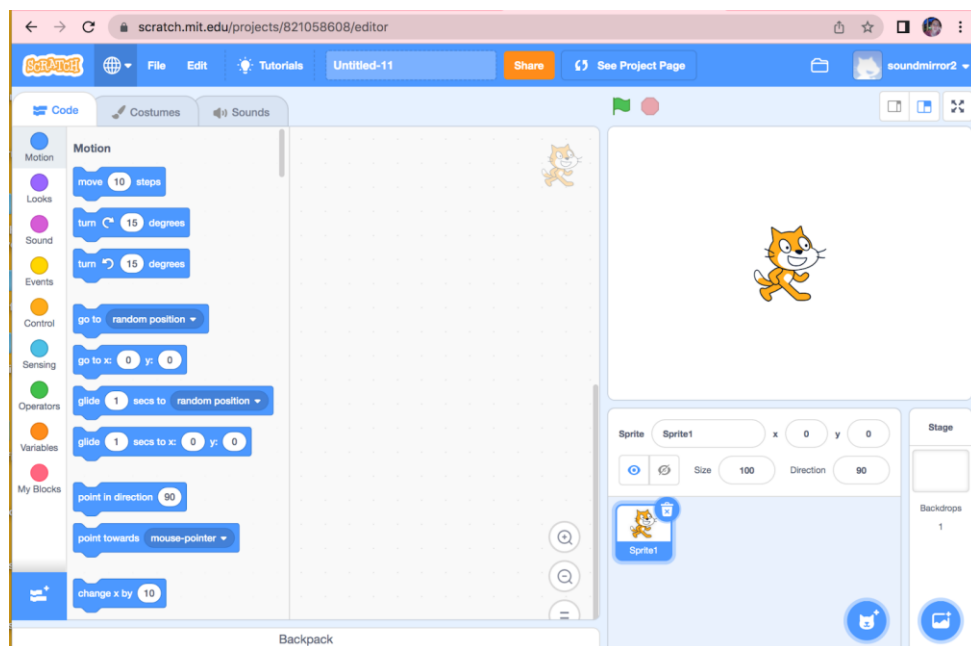 scratch.mit.edu/projects/821058608/editor
SCRATCH File Edit Tutorials Untitled-11 Share See Project Page soundmirror2
Code Costumes Sounds
Motion
Looks
Sound
Events
Control
Sensing
Operators
Variables
My Blocks
Motion
move 10 steps
turn 15 degrees
turn 15 degrees
go to random position
go to x: 0 y: 0
glide 1 secs to random position
glide 1 secs to x: 0 y: 0
point in direction 90
point towards mouse-pointer
change x by 10
Backpack
Sprite Sprite1 x 0 y 0
Size 100 Direction 90
Sprite1
Stage
Backdrops
1